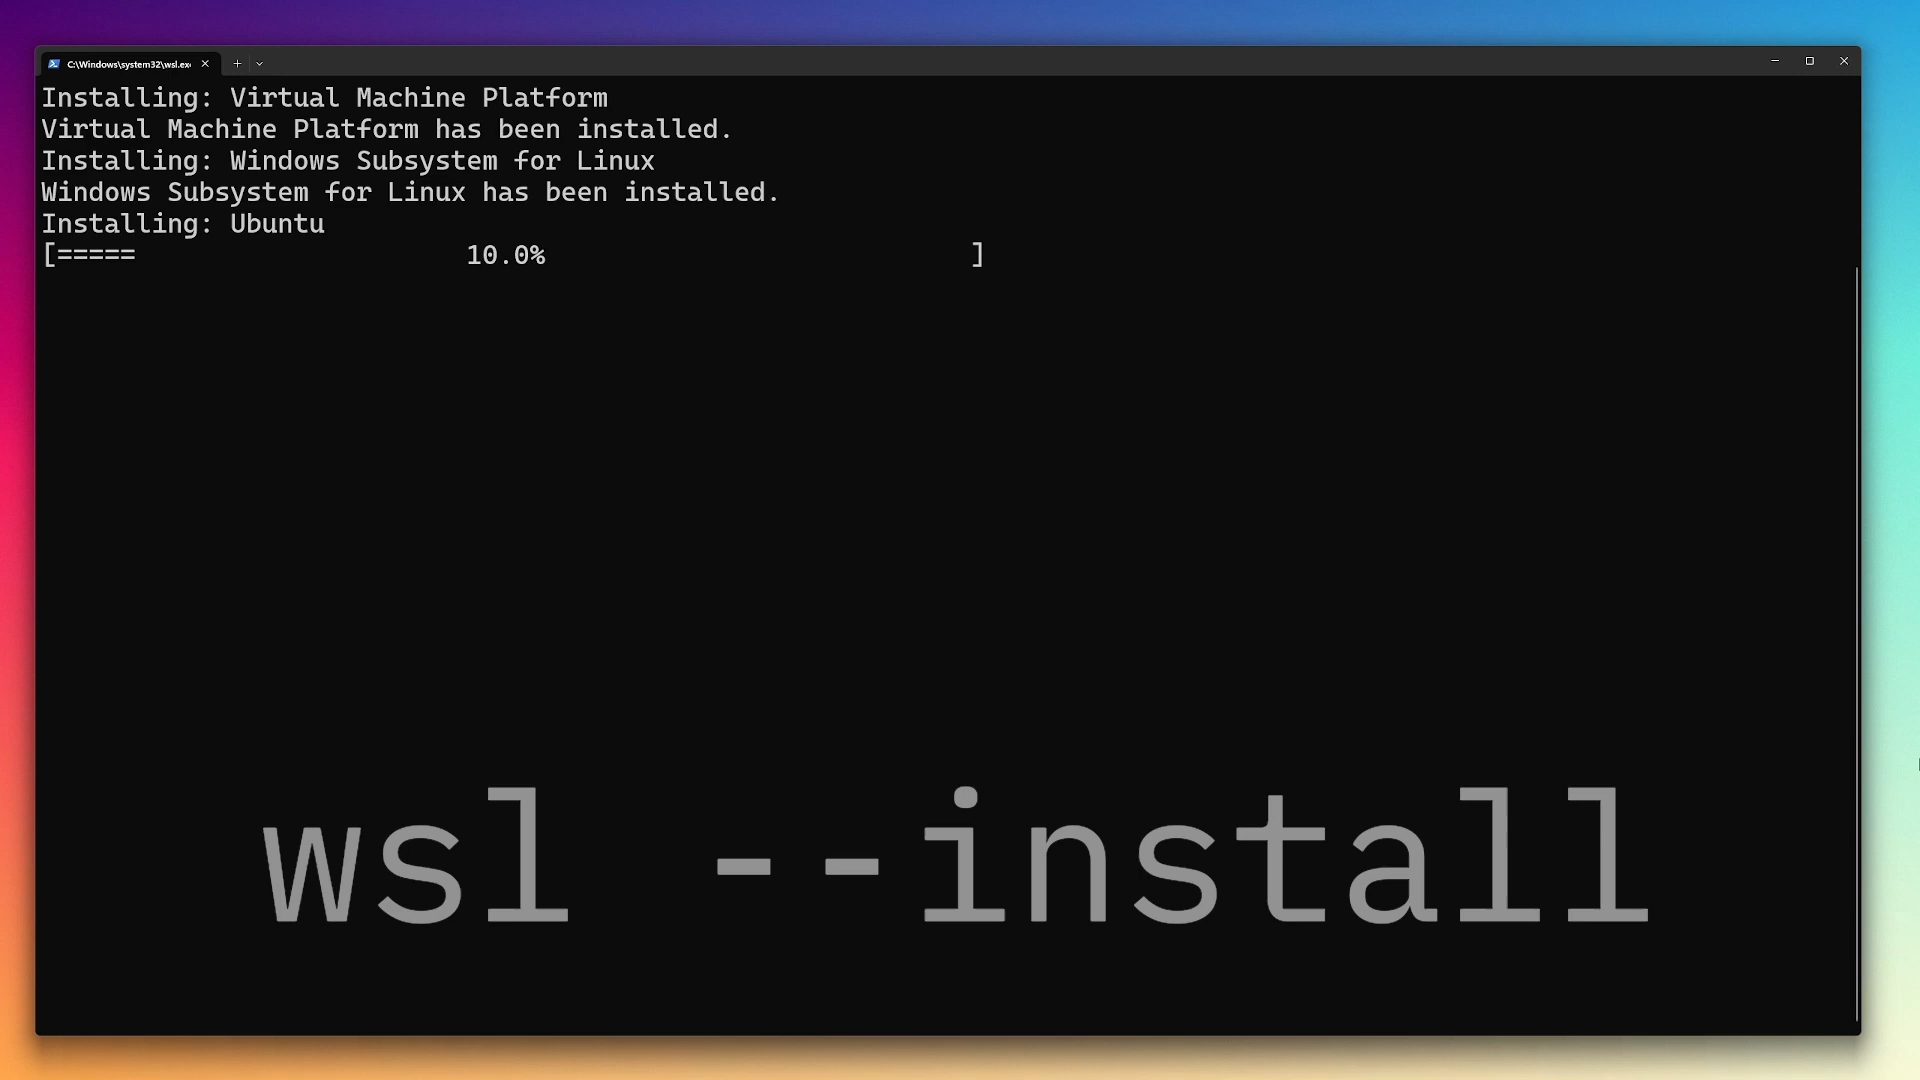 C:\Windows\system32\wsl.ex
Installing: Virtual Machine Platform
Virtual Machine Platform has been installed.
Installing: Windows Subsystem for Linux
Windows Subsystem for Linux has been installed.
Installing: Ubuntu
[===== 10.0% ]
wsl --install